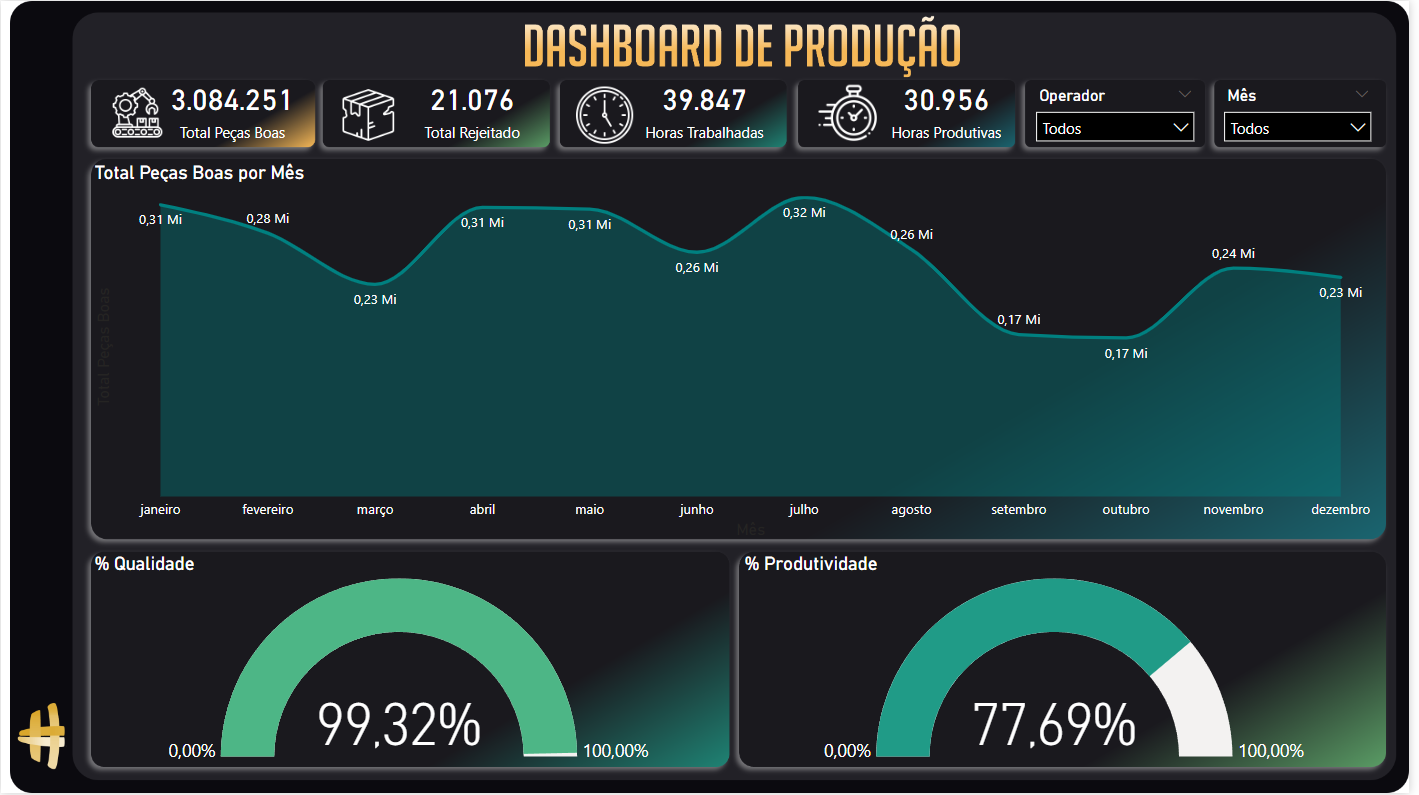 DASHBOARD DE PRODUÇÃO
3.084.251
Total Peças Boas
21.076
Total Rejeitado
39.847
Horas Trabalhadas
30.956
Horas Produtivas
Operador
Todos
Mês
Todos
Total Peças Boas por Mês
Total Peças Boas
0,31 Mi
0,28 Mi
0,23 Mi
0,31 Mi
0,31 Mi
0,26 Mi
0,32 Mi
0,26 Mi
0,17 Mi
0,17 Mi
0,24 Mi
0,23 Mi
janeiro
fevereiro
março
abril
maio
junho
julho
agosto
setembro
outubro
novembro
dezembro
Mês
% Qualidade
99,32%
0,00%
100,00%
% Produtividade
77,69%
0,00%
100,00%